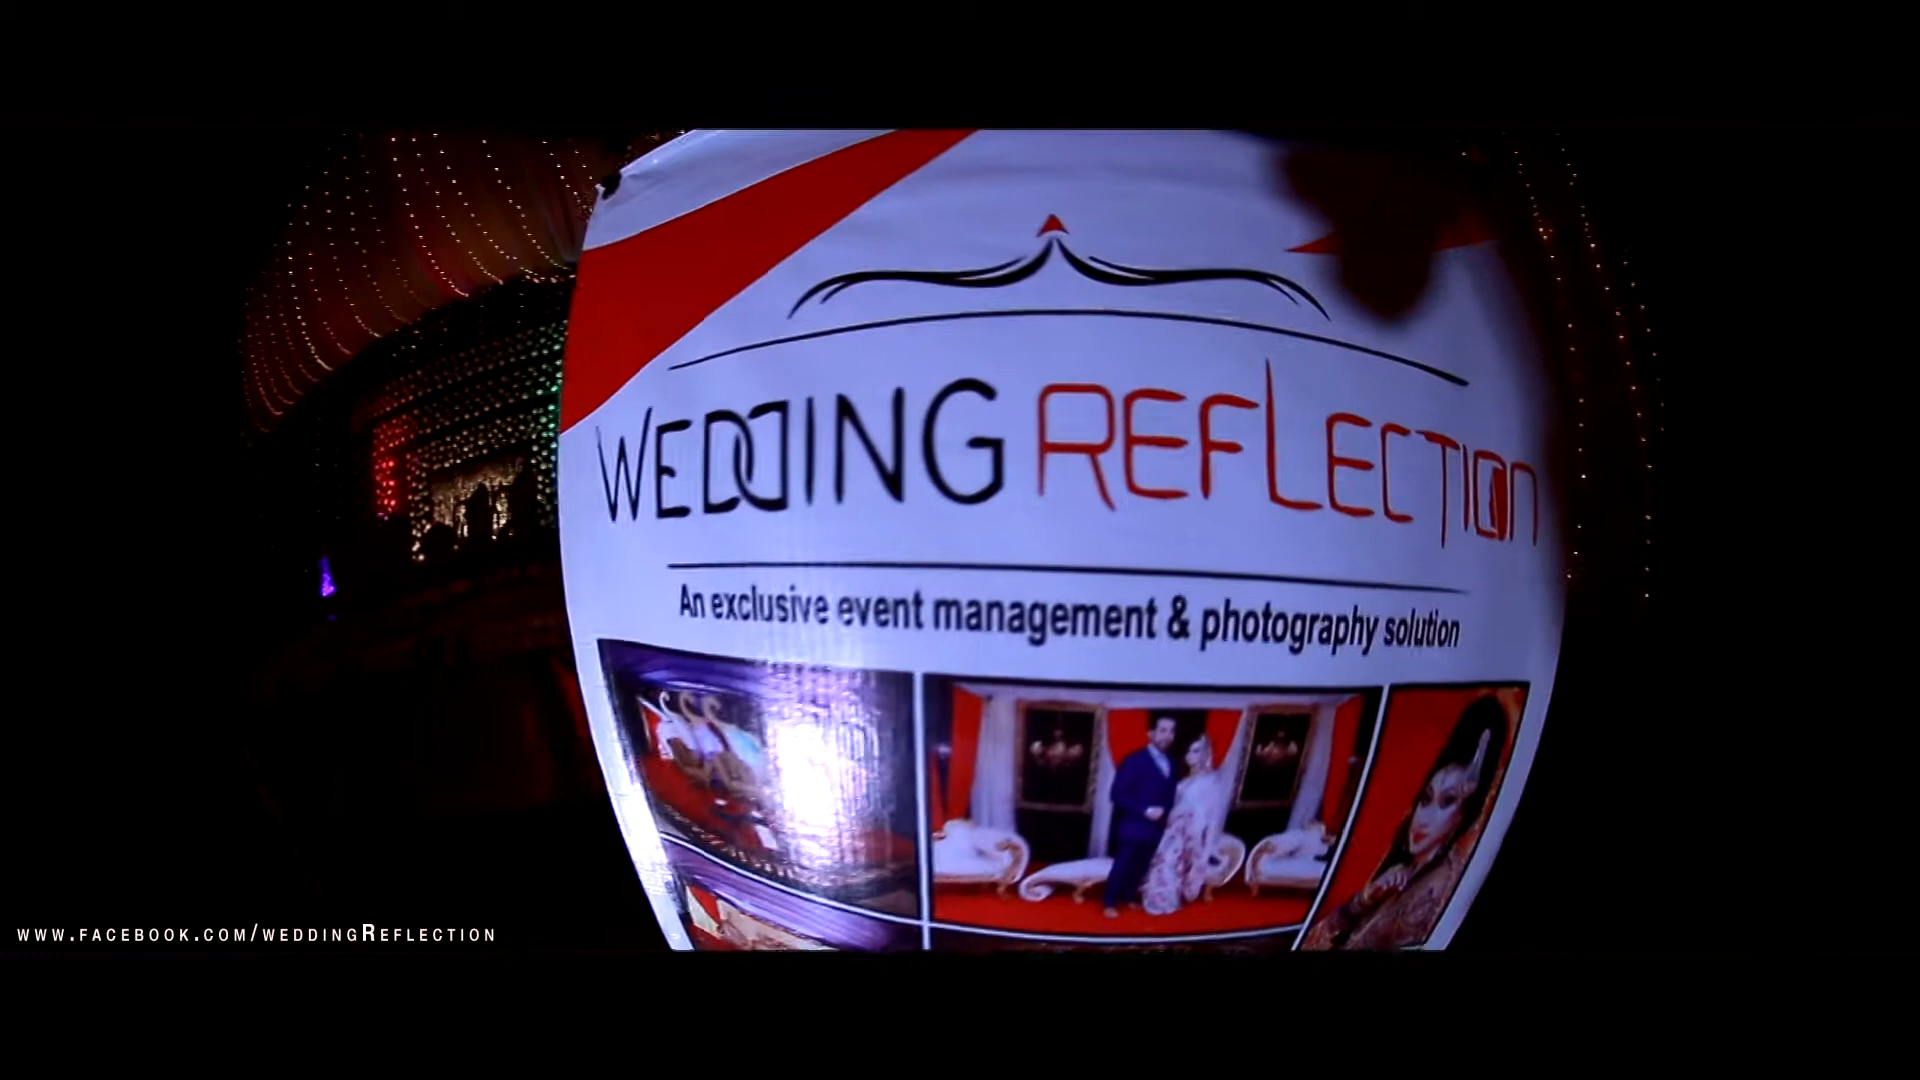 WEDDING REFLECTION
An exclusive event management & photography solution
www.facebook.com/weddingReflection